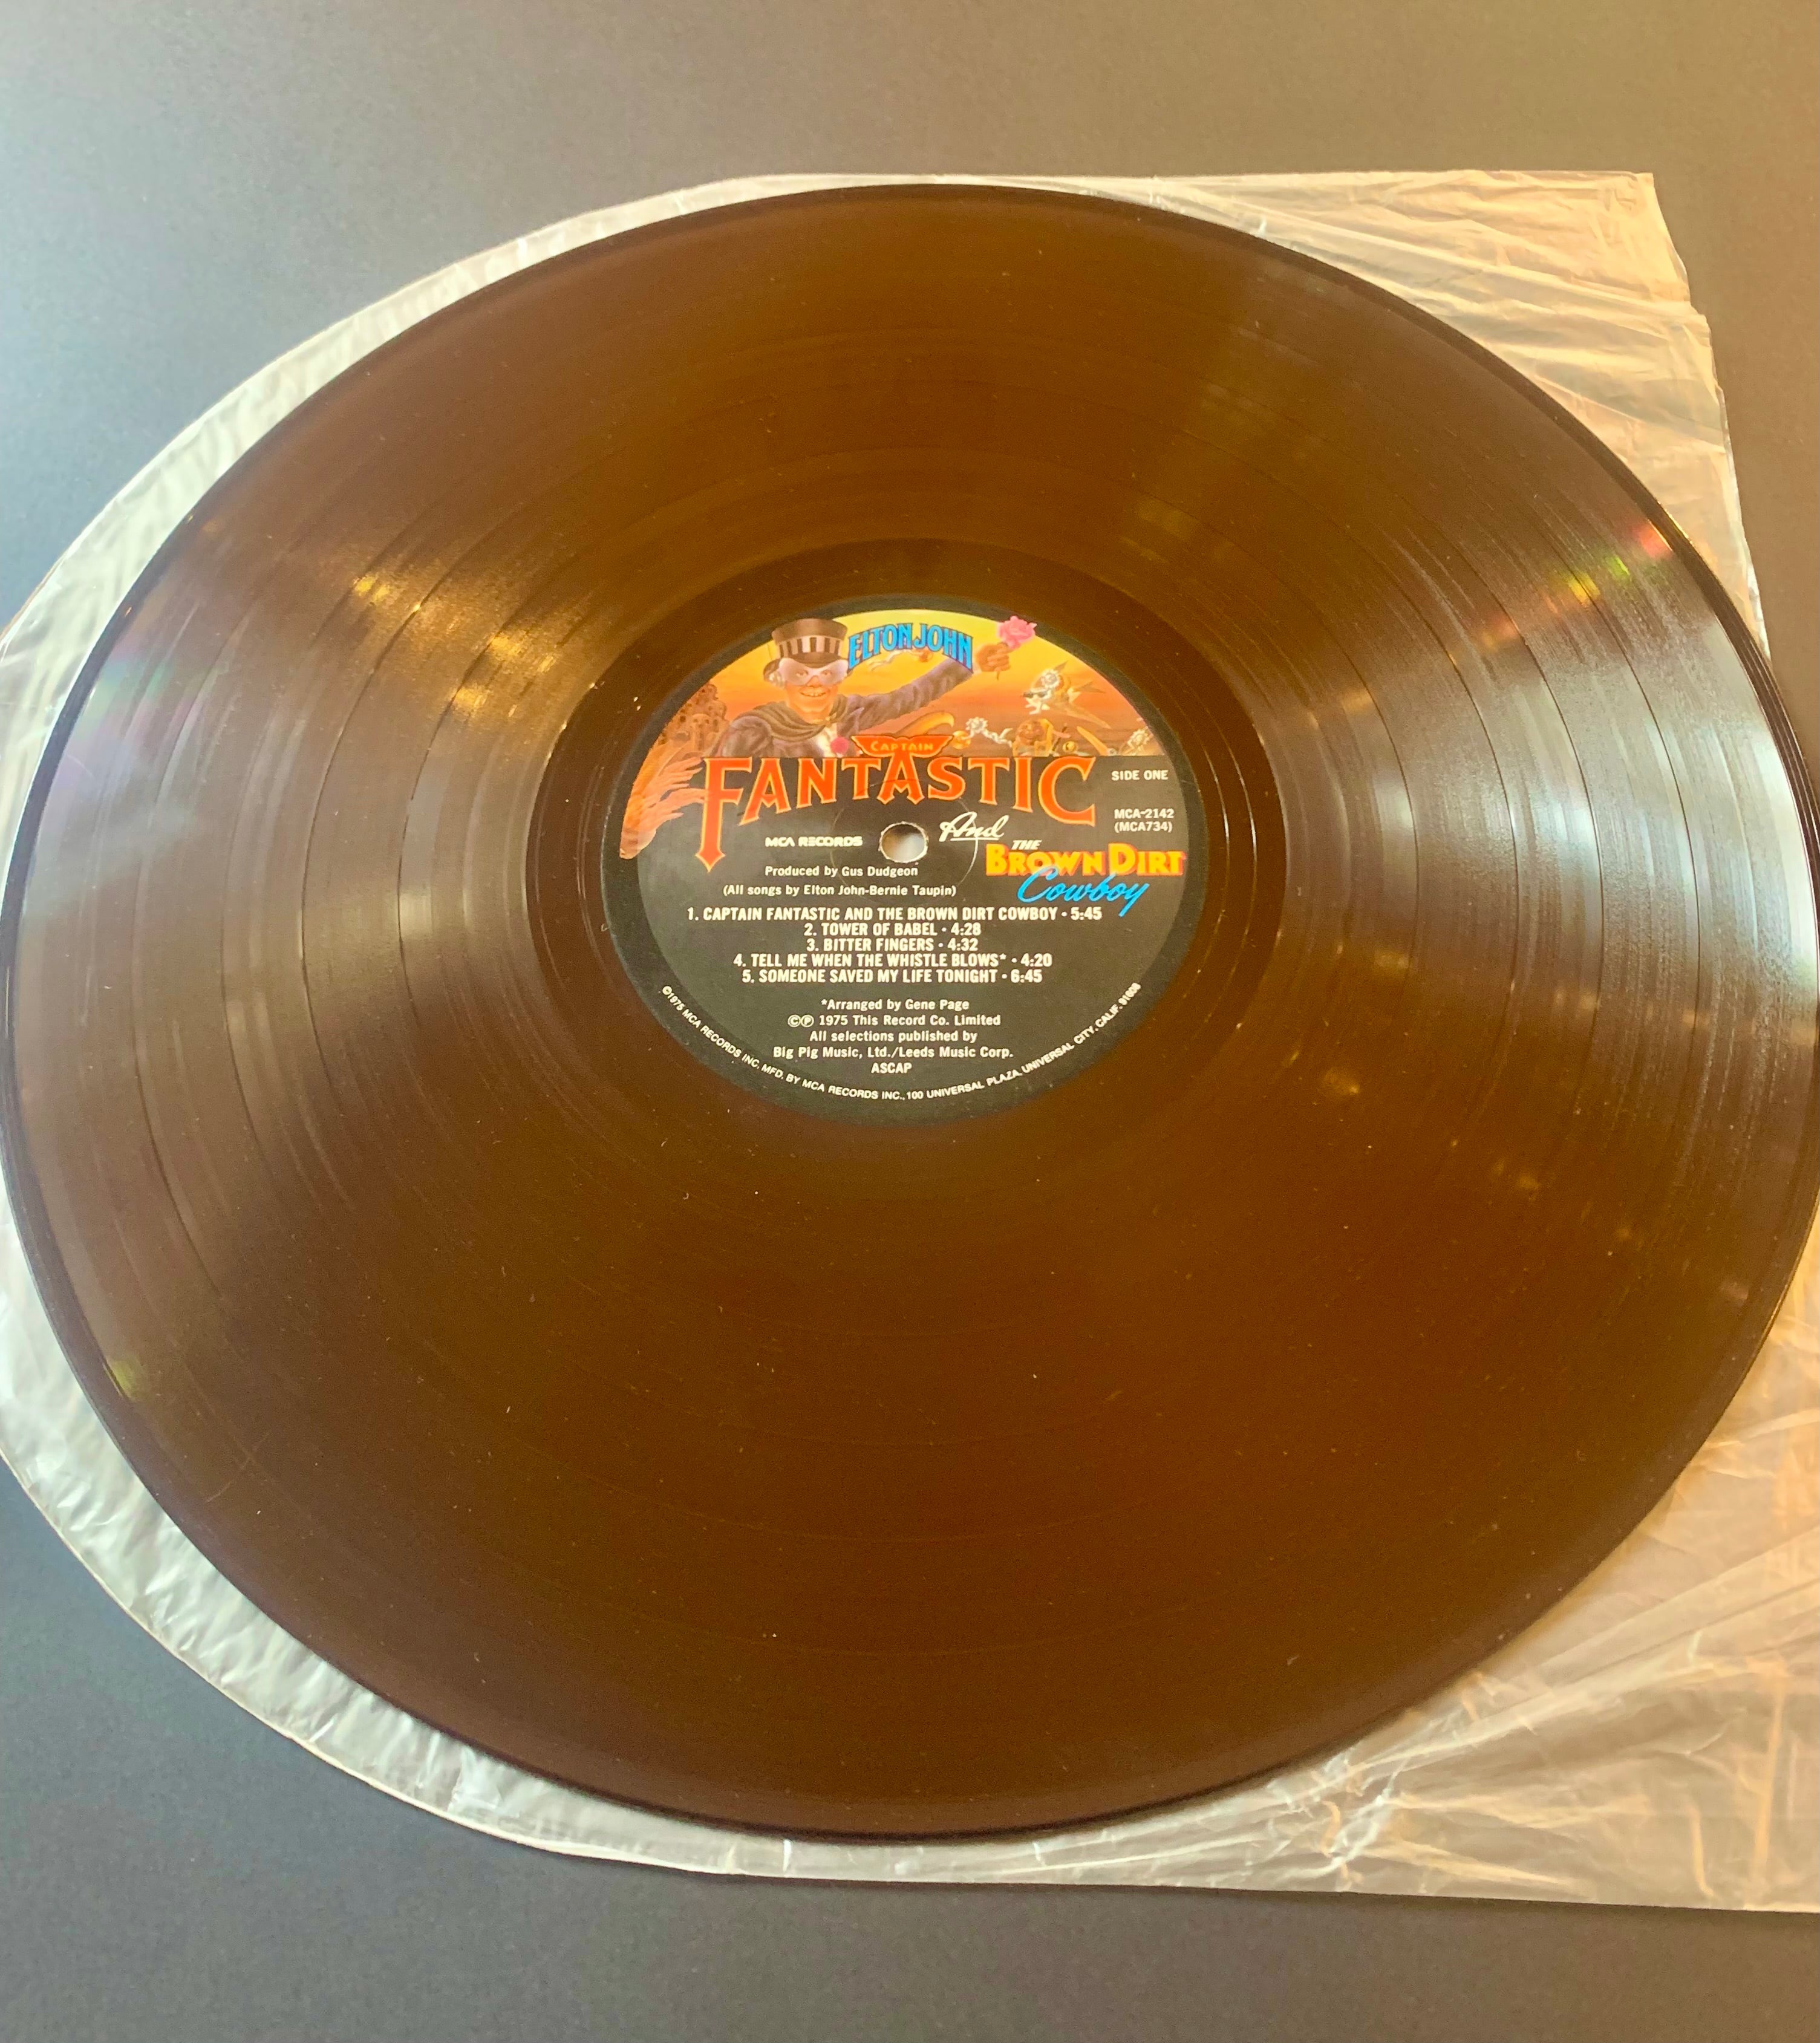 ELTON JOHN
CAPTAIN
FANTASTIC
SIDE ONE
MCA-2142
(MCA734)
And
MCA RECORDS
THE
BROWN DIRT
Cowboy
Produced by Gus Dudgeon
(All songs by Elton John-Bernie Taupin)
1. CAPTAIN FANTASTIC AND THE BROWN DIRT COWBOY • 5:45
2. TOWER OF BABEL • 4:28
3. BITTER FINGERS • 4:32
4. TELL ME WHEN THE WHISTLE BLOWS* • 4:20
5. SOMEONE SAVED MY LIFE TONIGHT • 6:45
*Arranged by Gene Page
©℗ 1975 This Record Co. Limited
All selections published by
Big Pig Music, Ltd./Leeds Music Corp.
ASCAP
©1975 MCA RECORDS INC. MFD. BY MCA RECORDS INC., 100 UNIVERSAL PLAZA, UNIVERSAL CITY, CALIF. 91608